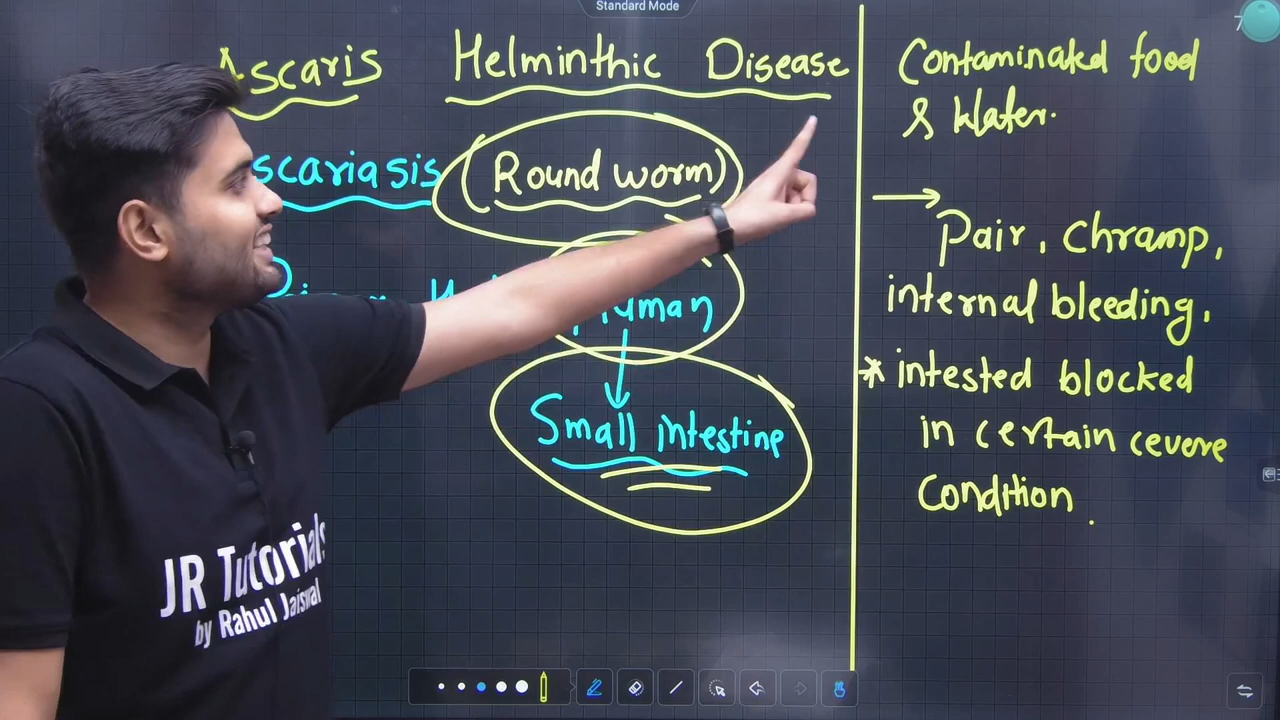 Standard Mode
Ascaris Helminthic Disease
scariasis (Round worm)
Human
Small intestine
Contaminated food
& Water.
Pair, Chramp,
internal bleeding,
* intested blocked
in certain cevere
Condition.
JR Tutorials
by Rahul Jaiswal